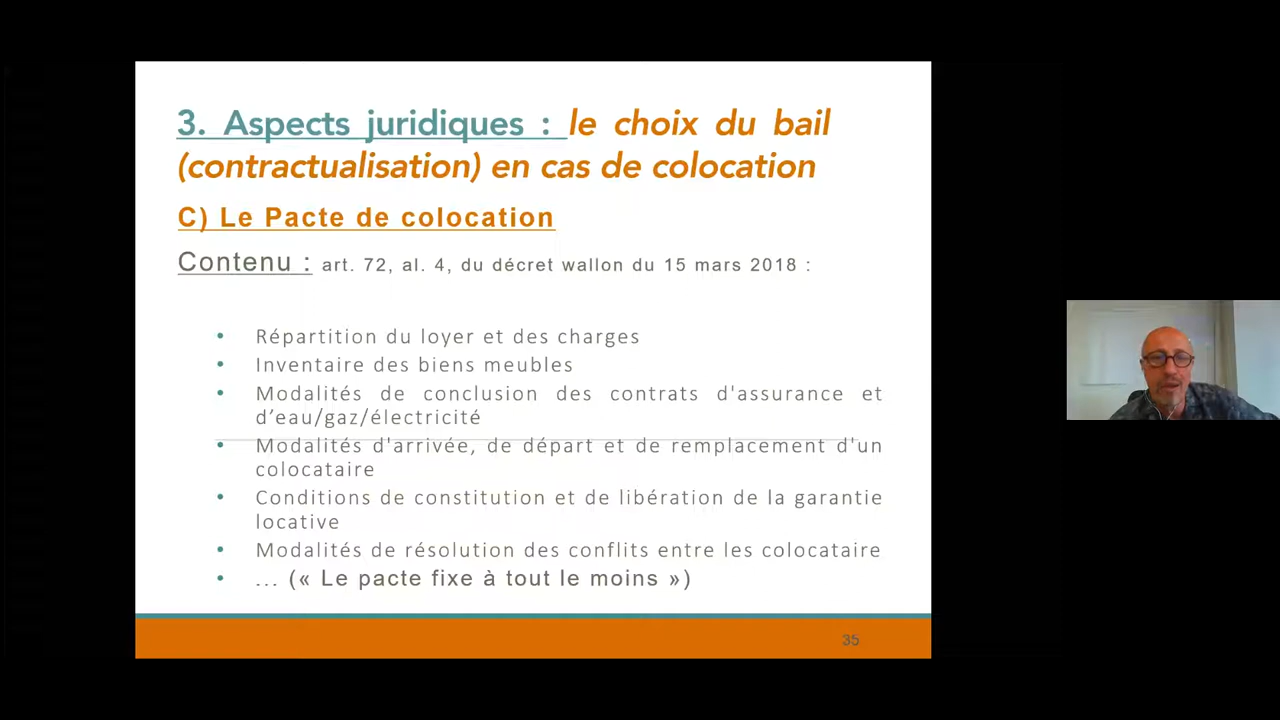 3. Aspects juridiques : le choix du bail
(contractualisation) en cas de colocation
C) Le Pacte de colocation
Contenu : art. 72, al. 4, du décret wallon du 15 mars 2018 :
• Répartition du loyer et des charges
• Inventaire des biens meubles
• Modalités de conclusion des contrats d'assurance et
d’eau/gaz/électricité
• Modalités d'arrivée, de départ et de remplacement d'un
colocataire
• Conditions de constitution et de libération de la garantie
locative
• Modalités de résolution des conflits entre les colocataire
• ... (« Le pacte fixe à tout le moins »)
35